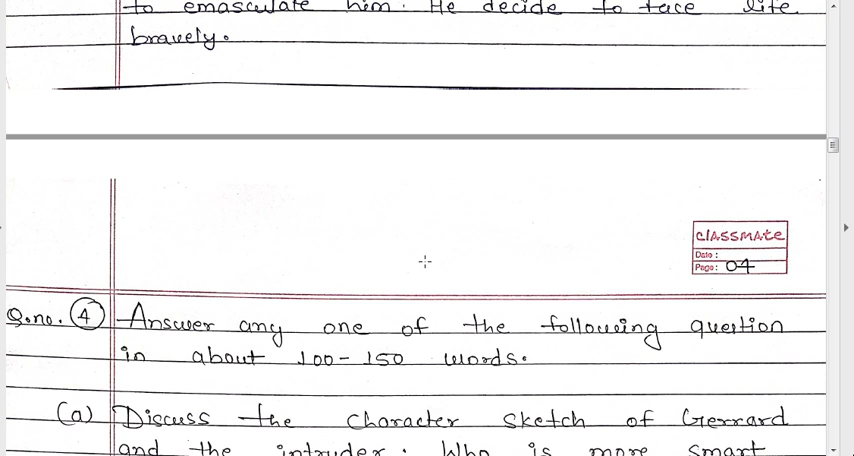 to emasculate him. He decide to face life
bravely.
classmate
Date :
Page: 04
Q.no. 4 Answer any one of the following question
in about 100-150 words.
(a) Discuss the character sketch of Gerrard
and the intruder. Who is more smart